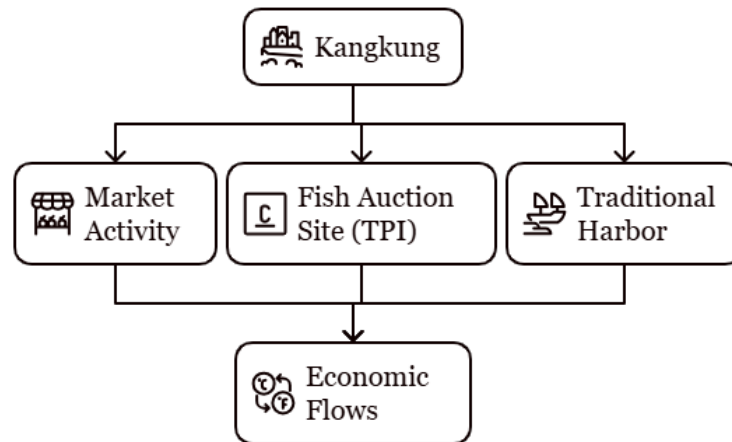 Kangkung
Market
Activity
C
Fish Auction
Site (TPI)
Traditional
Harbor
°C
°F
Economic
Flows